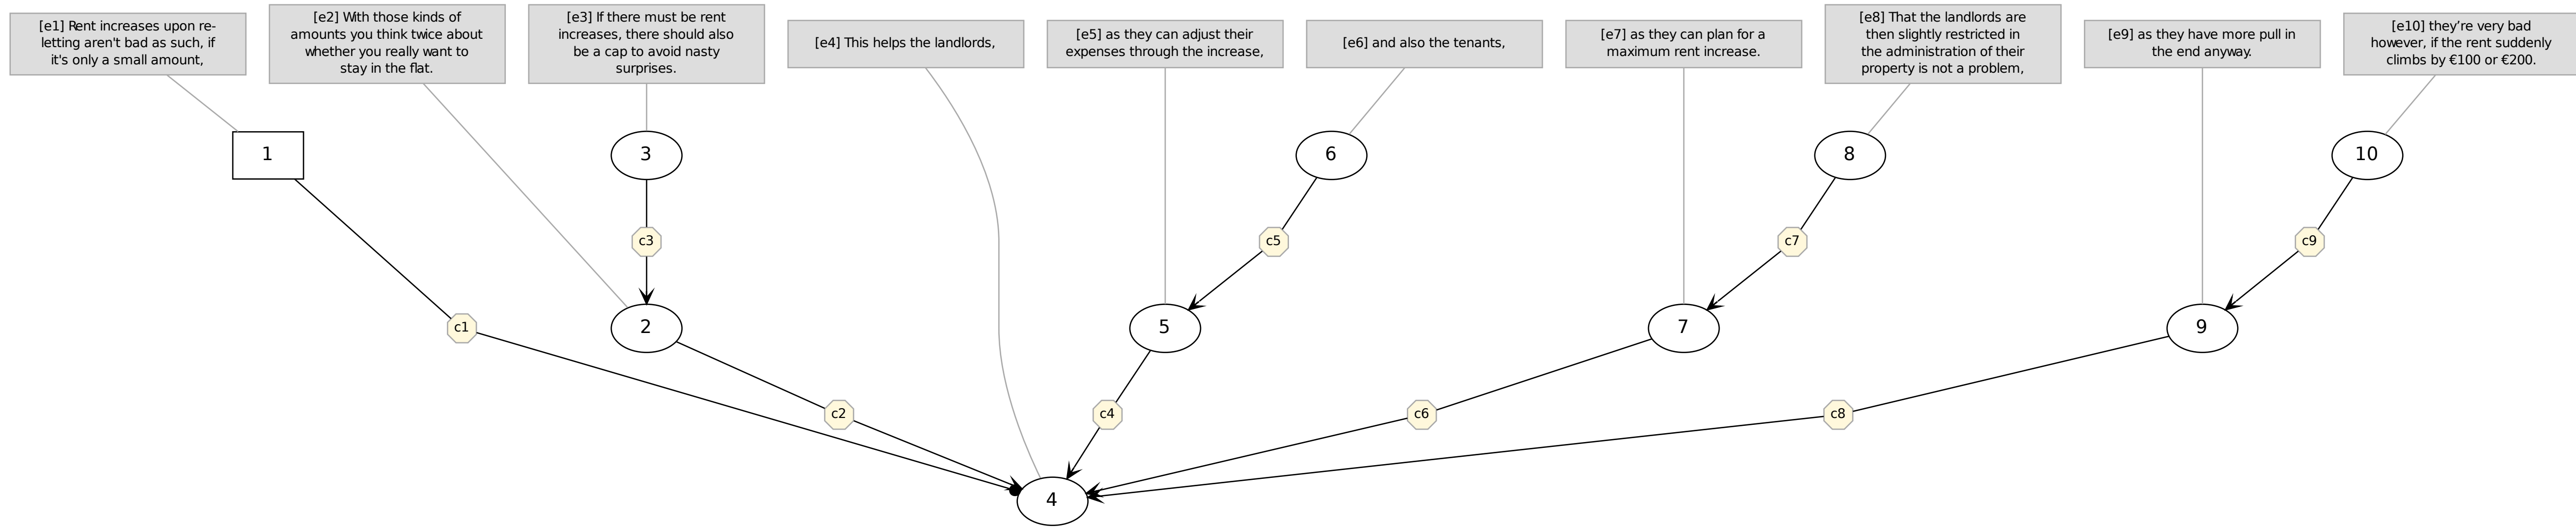 [e1] Rent increases upon re-
letting aren't bad as such, if
it's only a small amount,
[e2] With those kinds of
amounts you think twice about
whether you really want to
stay in the flat.
[e3] If there must be rent
increases, there should also
be a cap to avoid nasty
surprises.
[e4] This helps the landlords,
[e5] as they can adjust their
expenses through the increase,
[e6] and also the tenants,
[e7] as they can plan for a
maximum rent increase.
[e8] That the landlords are
then slightly restricted in
the administration of their
property is not a problem,
[e9] as they have more pull in
the end anyway.
[e10] they’re very bad
however, if the rent suddenly
climbs by €100 or €200.
1
3
6
8
10
c3
c5
c7
c9
c1
2
5
7
9
c2
c4
c6
c8
4